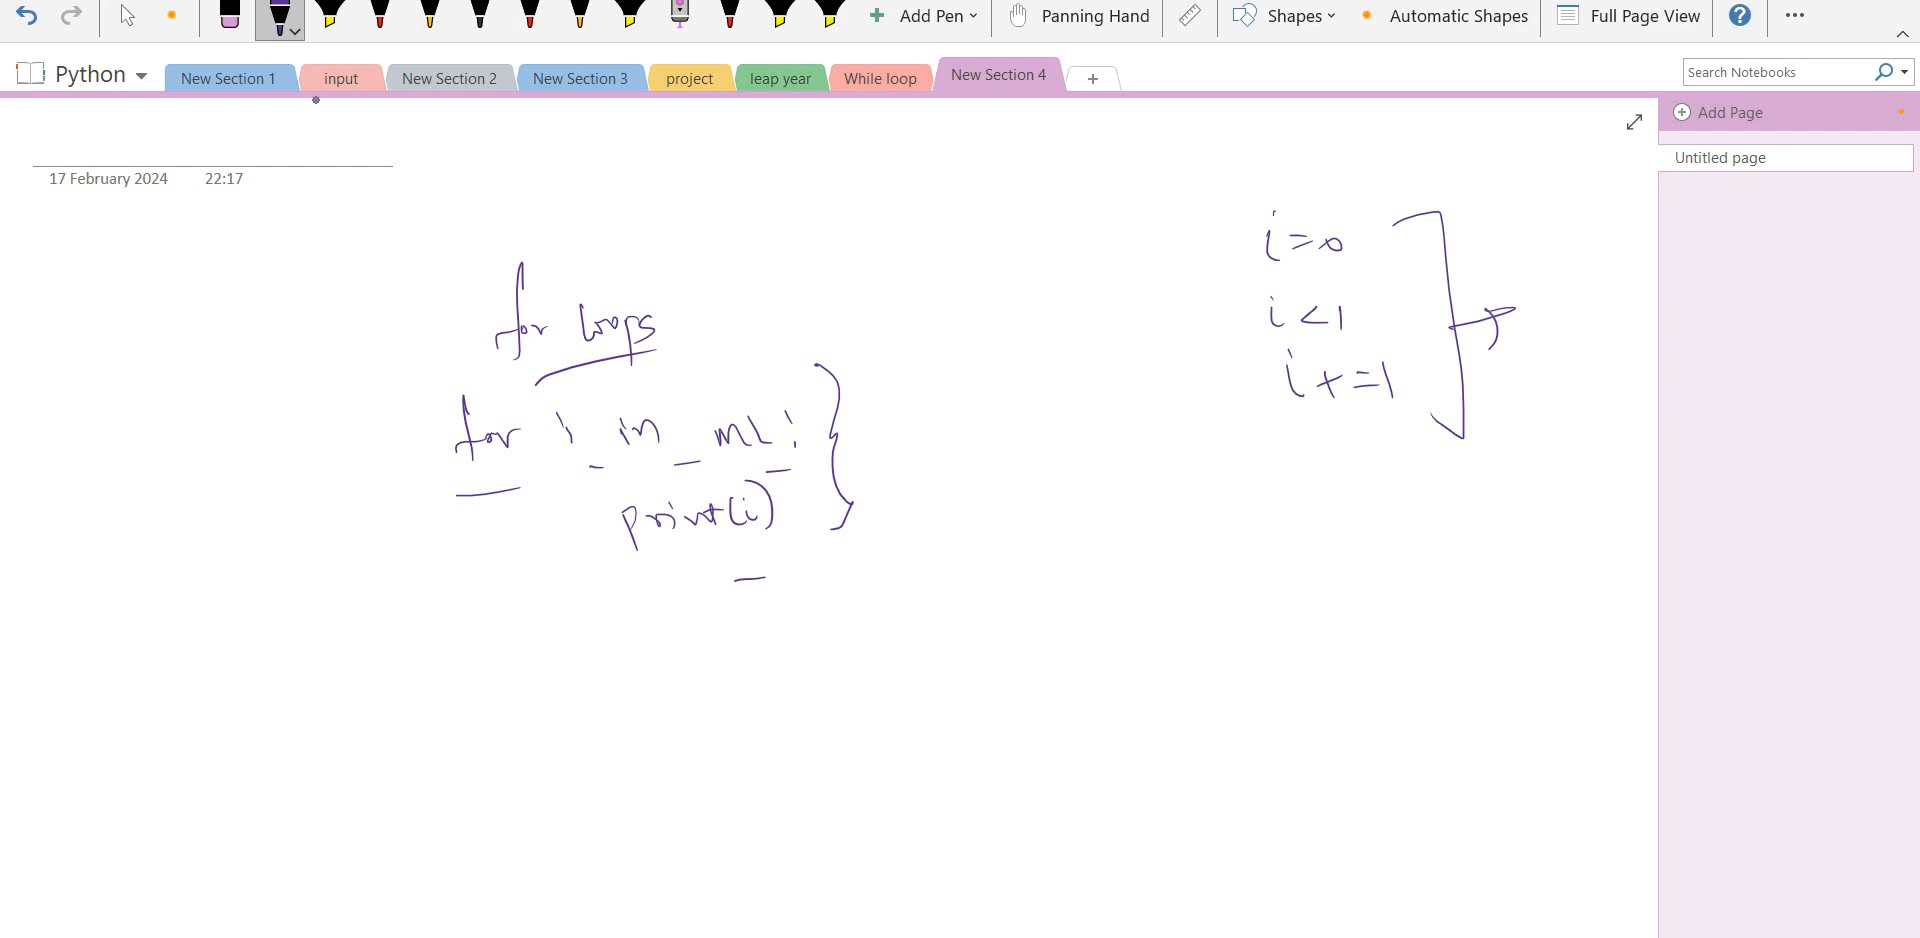 Add Pen
Panning Hand
Shapes
Automatic Shapes
Full Page View
?
Python
New Section 1
input
New Section 2
New Section 3
project
leap year
While loop
New Section 4
+
Search Notebooks
Add Page
Untitled page
17 February 2024 22:17
for loops
for i in ML:
print(i)
i=0
i<1
i+=1